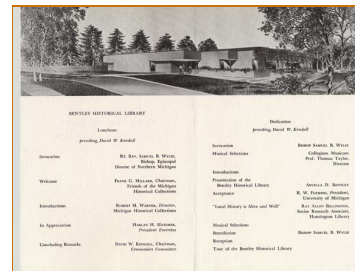 BENTLEY HISTORICAL LIBRARY
Luncheon
presiding, David W. Kendall
Invocation
RT. REV. SAMUEL B. WYLIE,
Bishop, Episcopal
Diocese of Northern Michigan
Welcome
FRANK G. MILLARD, Chairman,
Friends of the Michigan
Historical Collections
Introductions
ROBERT M. WARNER, Director,
Michigan Historical Collections
In Appreciation
HARLAN H. HATCHER,
President Emeritus
Concluding Remarks
DAVID W. KENDALL, Chairman,
Dedication
presiding, David W. Kendall
Invocation
BISHOP SAMUEL B. WYLIE
Musical Selections
Collegium Musicum
Prof. Thomas Taylor,
Director
Introductions
Presentation of the
Bentley Historical Library
ARVELLA D. BENTLEY
Acceptance
R. W. FLEMING, President,
University of Michigan
"Local History is Alive and Well"
RAY ALLEN BILLINGTON,
Senior Research Associate,
Huntington Library
Musical Selections
Benediction
BISHOP SAMUEL B. WYLIE
Reception
Tour of the Bentley Historical Library